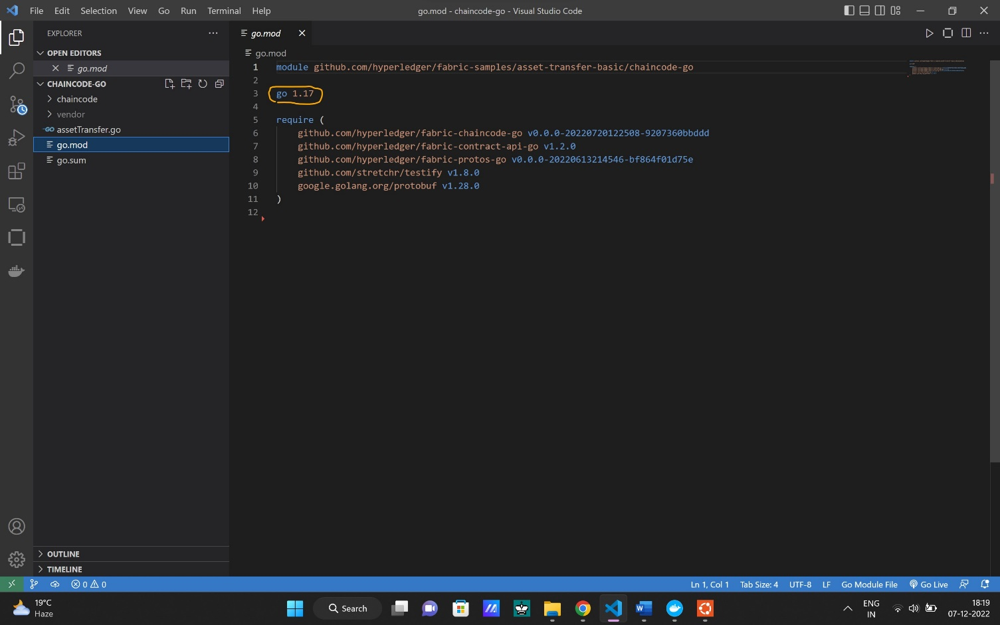 File Edit Selection View Go Run Terminal Help
go.mod - chaincode-go - Visual Studio Code
EXPLORER
OPEN EDITORS
go.mod
CHAINCODE-GO
chaincode
vendor
GO assetTransfer.go
go.mod
go.sum
OUTLINE
TIMELINE
go.mod
go.mod
1 module github.com/hyperledger/fabric-samples/asset-transfer-basic/chaincode-go
2
3 go 1.17
4
5 require (
6 github.com/hyperledger/fabric-chaincode-go v0.0.0-20220720122508-9207360bbddd
7 github.com/hyperledger/fabric-contract-api-go v1.2.0
8 github.com/hyperledger/fabric-protos-go v0.0.0-20220613214546-bf864f01d75e
9 github.com/stretchr/testify v1.8.0
10 google.golang.org/protobuf v1.28.0
11 )
12
0 0 Ln 1, Col 1 Tab Size: 4 UTF-8 LF Go Module File Go Live
19°C
Haze
Search
W
ENG
IN
18:19
07-12-2022